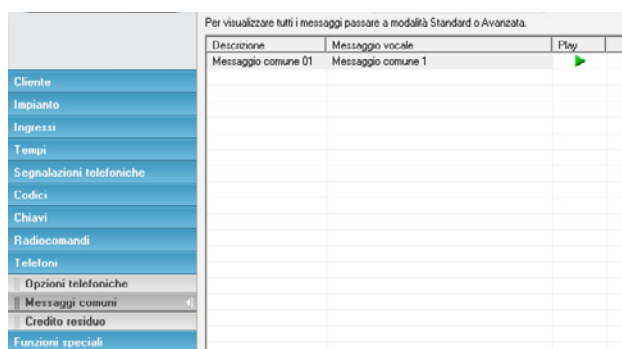 Per visualizzare tutti i messaggi passare a modalità Standard o Avanzata.
Descrizione Messaggio vocale Play
Messaggio comune 01 Messaggio comune 1
Cliente
Impianto
Ingressi
Tempi
Segnalazioni telefoniche
Codici
Chiavi
Radiocomandi
Telefoni
Opzioni telefoniche
Messaggi comuni
Credito residuo
Funzioni speciali